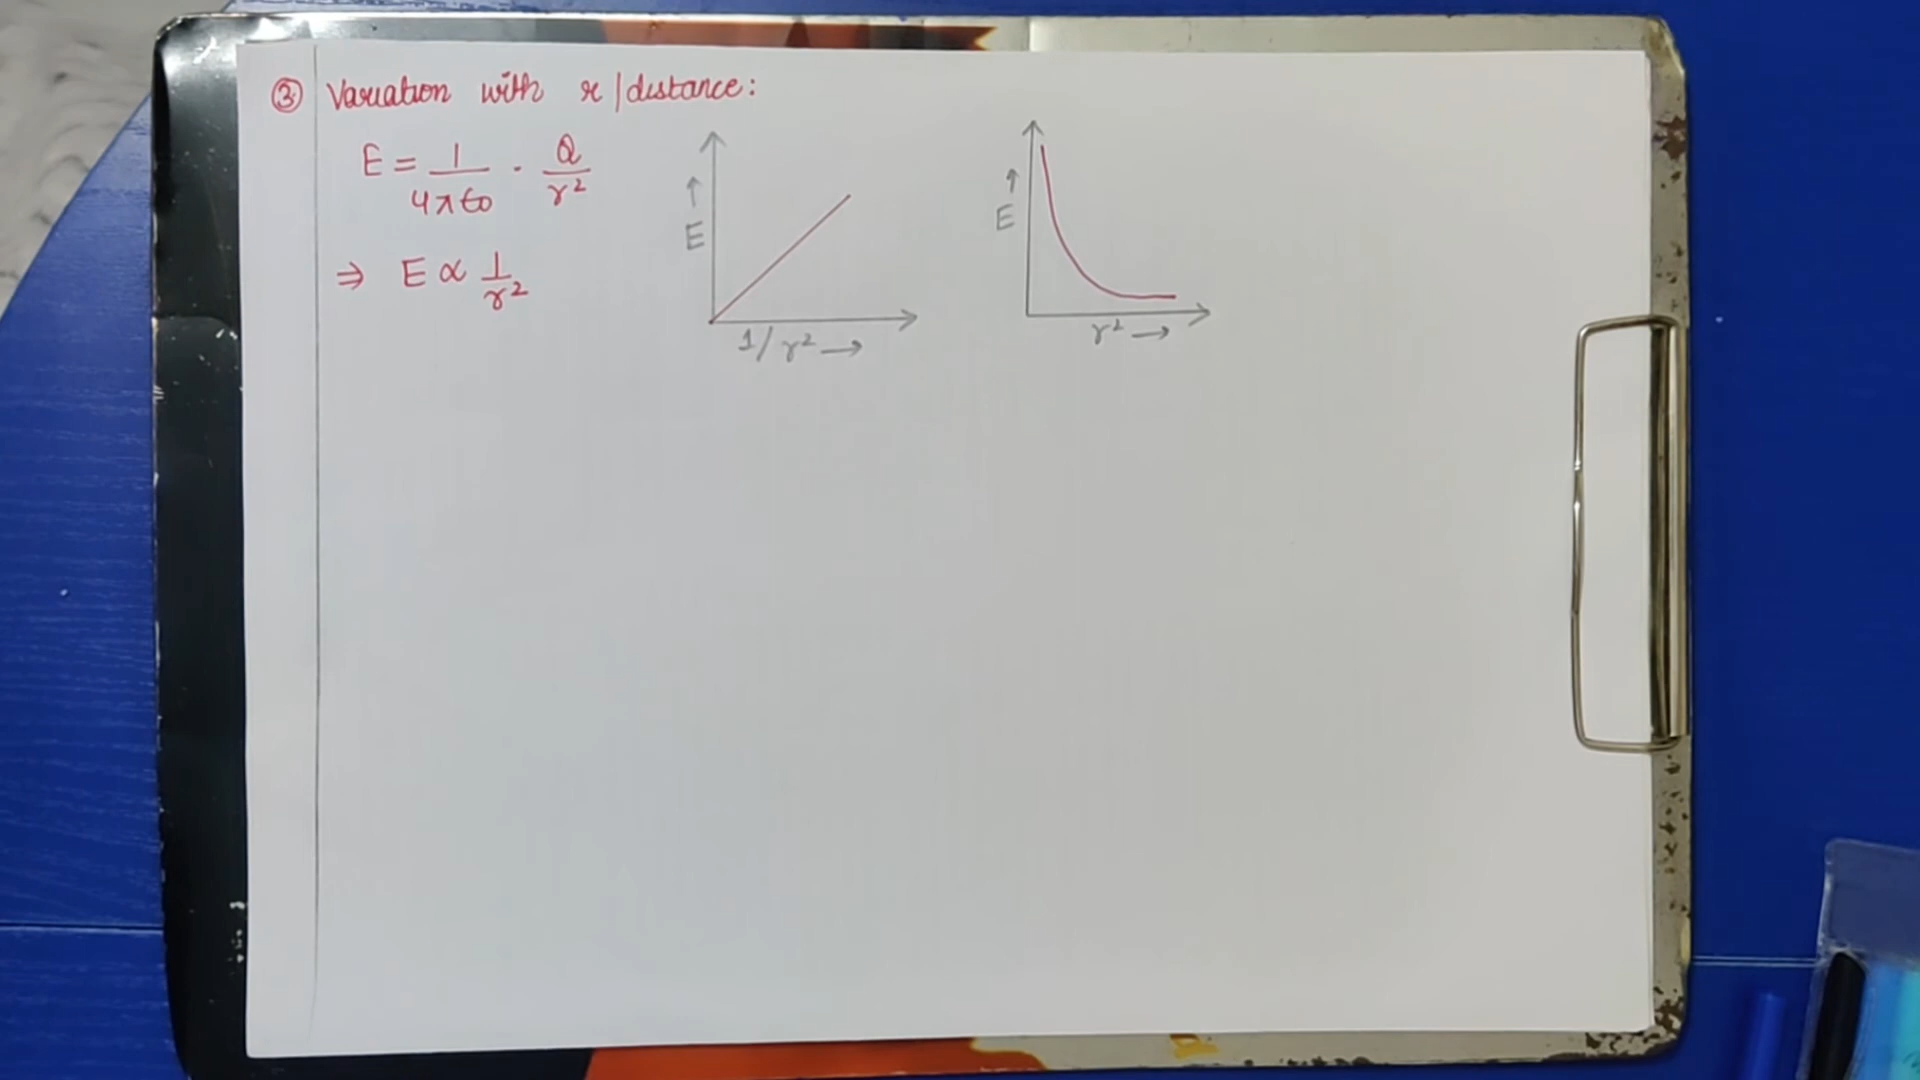 ③ Variation with r/distance:
E = 1/4πε0 · Q/r²
⇒ E ∝ 1/r²
↑ E
1/r² →
↑ E
r² →